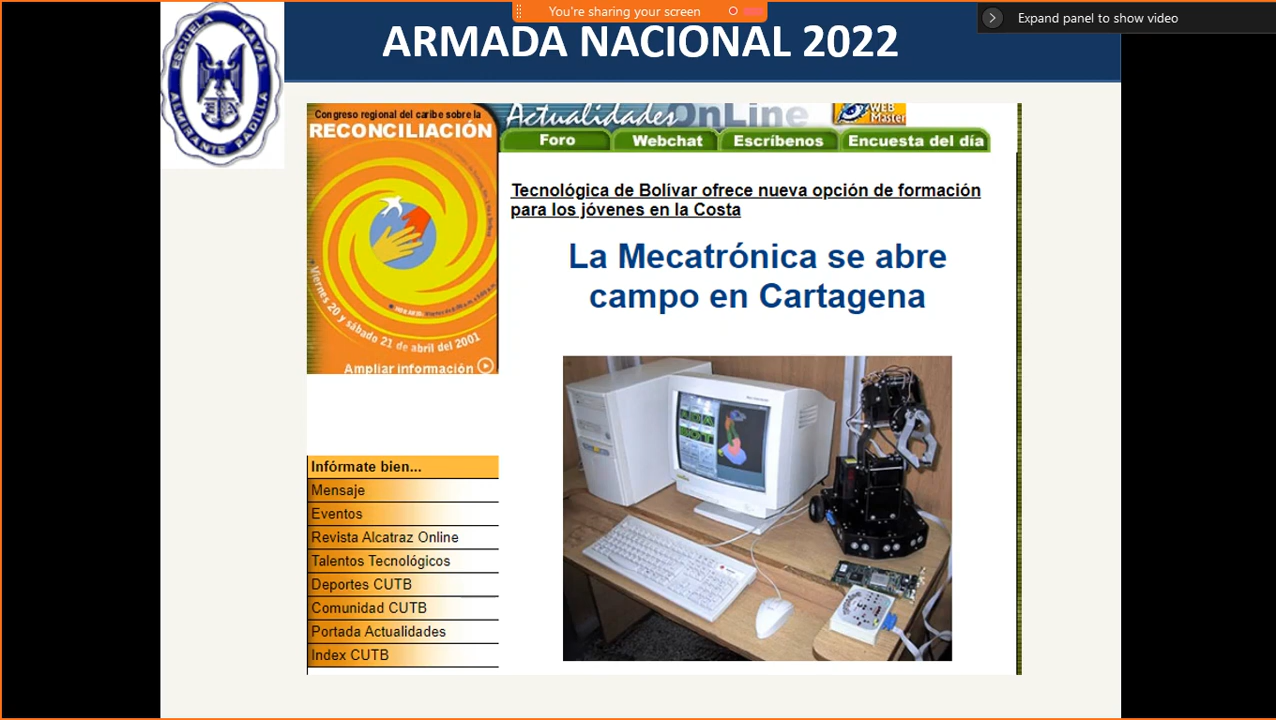 You're sharing your screen
Expand panel to show video
ESCUELA NAVAL
ALMIRANTE PADILLA
ARMADA NACIONAL 2022
Congreso regional del caribe sobre la
RECONCILIACIÓN
Viernes 20 y sábado 21 de abril del 2001
Ampliar información
Actualidades OnLine
WEB
Master
Foro
Webchat
Escríbenos
Encuesta del día
Tecnológica de Bolívar ofrece nueva opción de formación
para los jóvenes en la Costa
La Mecatrónica se abre
campo en Cartagena
Infórmate bien...
Mensaje
Eventos
Revista Alcatraz Online
Talentos Tecnológicos
Deportes CUTB
Comunidad CUTB
Portada Actualidades
Index CUTB